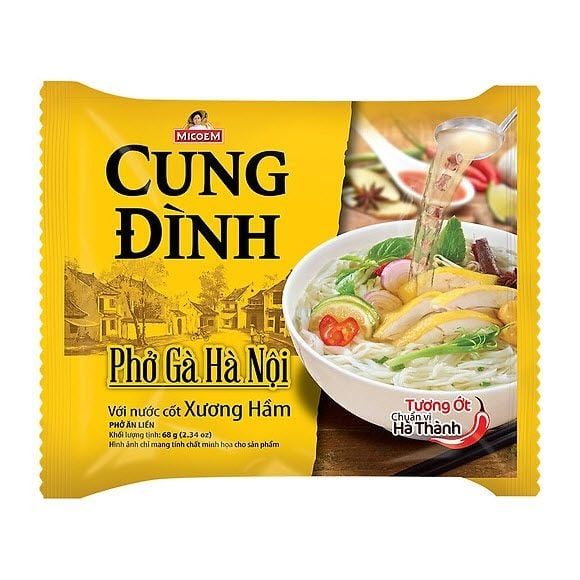 MICOEM
CUNG
ĐÌNH
Phở Gà Hà Nội
Với nước cốt Xương Hầm
PHỞ ĂN LIỀN
Khối lượng tịnh: 68 g (2.34 oz)
Hình ảnh chỉ mang tính chất minh họa cho sản phẩm
Tương Ớt
Chuẩn vị
Hà Thành